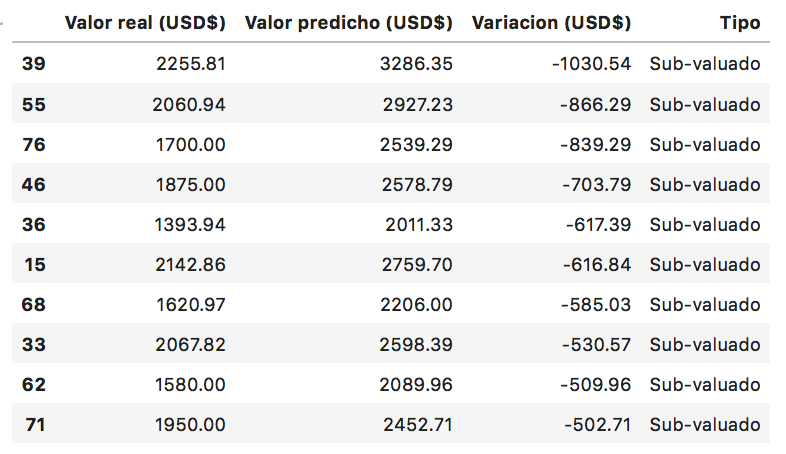 Valor real (USD$) Valor predicho (USD$) Variacion (USD$) Tipo
39 2255.81 3286.35 -1030.54 Sub-valuado
55 2060.94 2927.23 -866.29 Sub-valuado
76 1700.00 2539.29 -839.29 Sub-valuado
46 1875.00 2578.79 -703.79 Sub-valuado
36 1393.94 2011.33 -617.39 Sub-valuado
15 2142.86 2759.70 -616.84 Sub-valuado
68 1620.97 2206.00 -585.03 Sub-valuado
33 2067.82 2598.39 -530.57 Sub-valuado
62 1580.00 2089.96 -509.96 Sub-valuado
71 1950.00 2452.71 -502.71 Sub-valuado